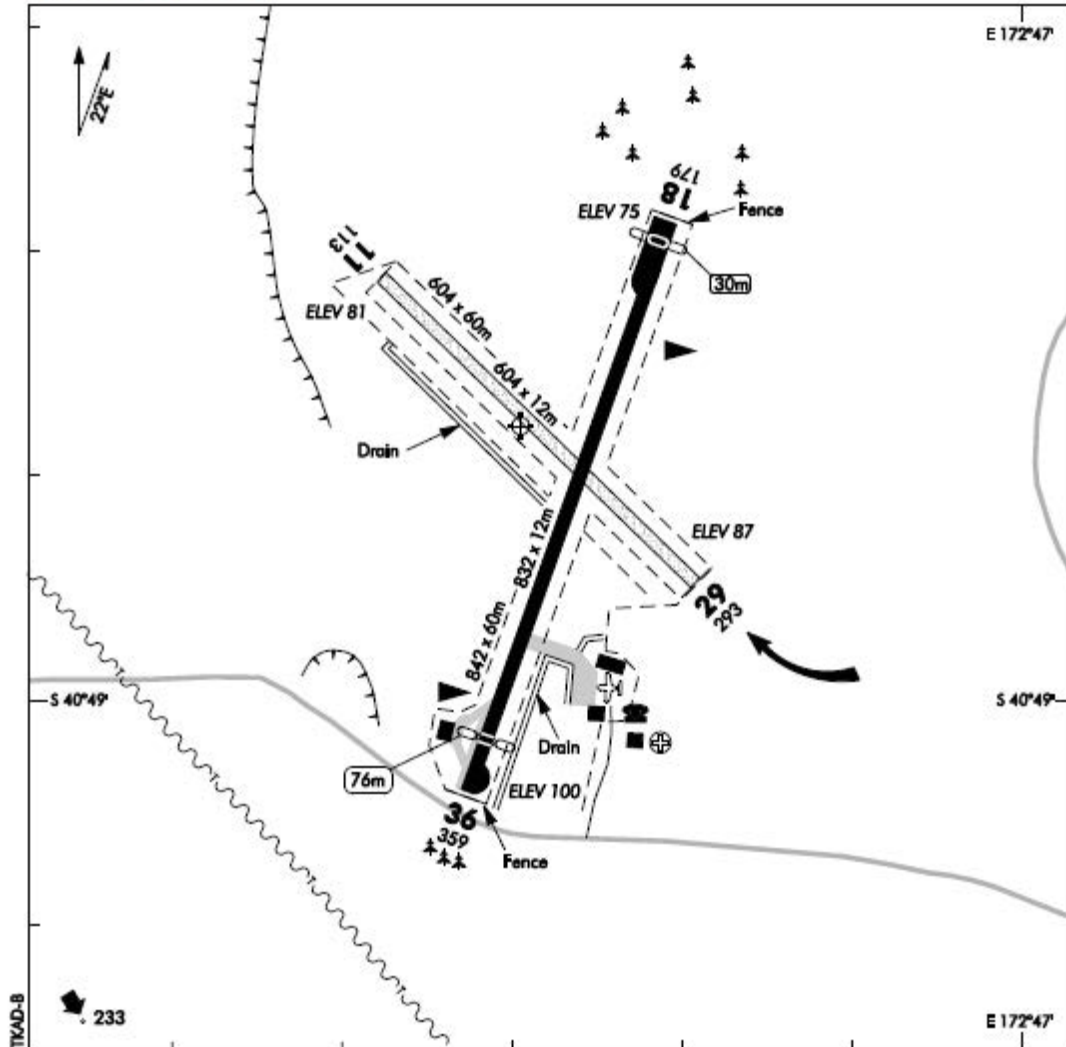 E 172°47'
22°E
179
18
Fence
ELEV 75
30m
113
11
ELEV 81
604 x 60m
604 x 12m
Drain
ELEV 87
832 x 12m
29
293
842 x 60m
S 40°49'
S 40°49'
Drain
76m
ELEV 100
36
359
Fence
TKAD-B
233
E 172°47'